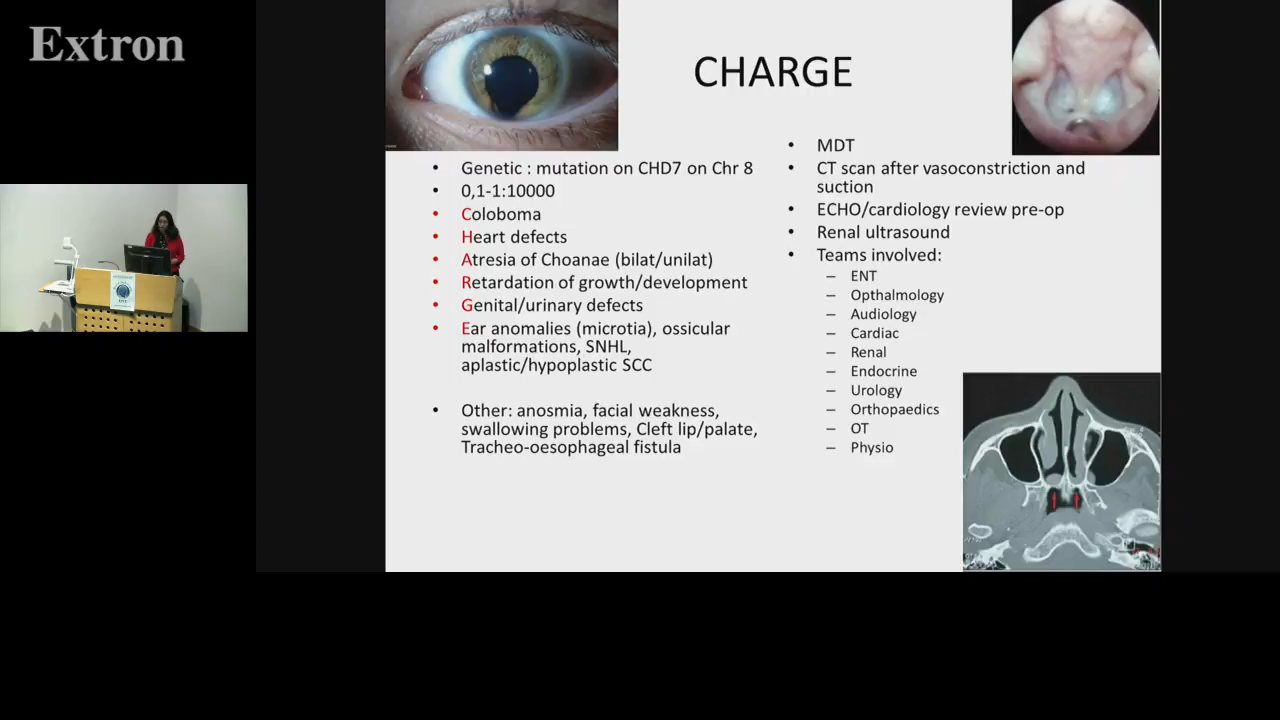 Extron
CHARGE
Genetic : mutation on CHD7 on Chr 8
0,1-1:10000
Coloboma
Heart defects
Atresia of Choanae (bilat/unilat)
Retardation of growth/development
Genital/urinary defects
Ear anomalies (microtia), ossicular
malformations, SNHL,
aplastic/hypoplastic SCC
Other: anosmia, facial weakness,
swallowing problems, Cleft lip/palate,
Tracheo-oesophageal fistula
MDT
CT scan after vasoconstriction and
suction
ECHO/cardiology review pre-op
Renal ultrasound
Teams involved:
– ENT
– Opthalmology
– Audiology
– Cardiac
– Renal
– Endocrine
– Urology
– Orthopaedics
– OT
– Physio